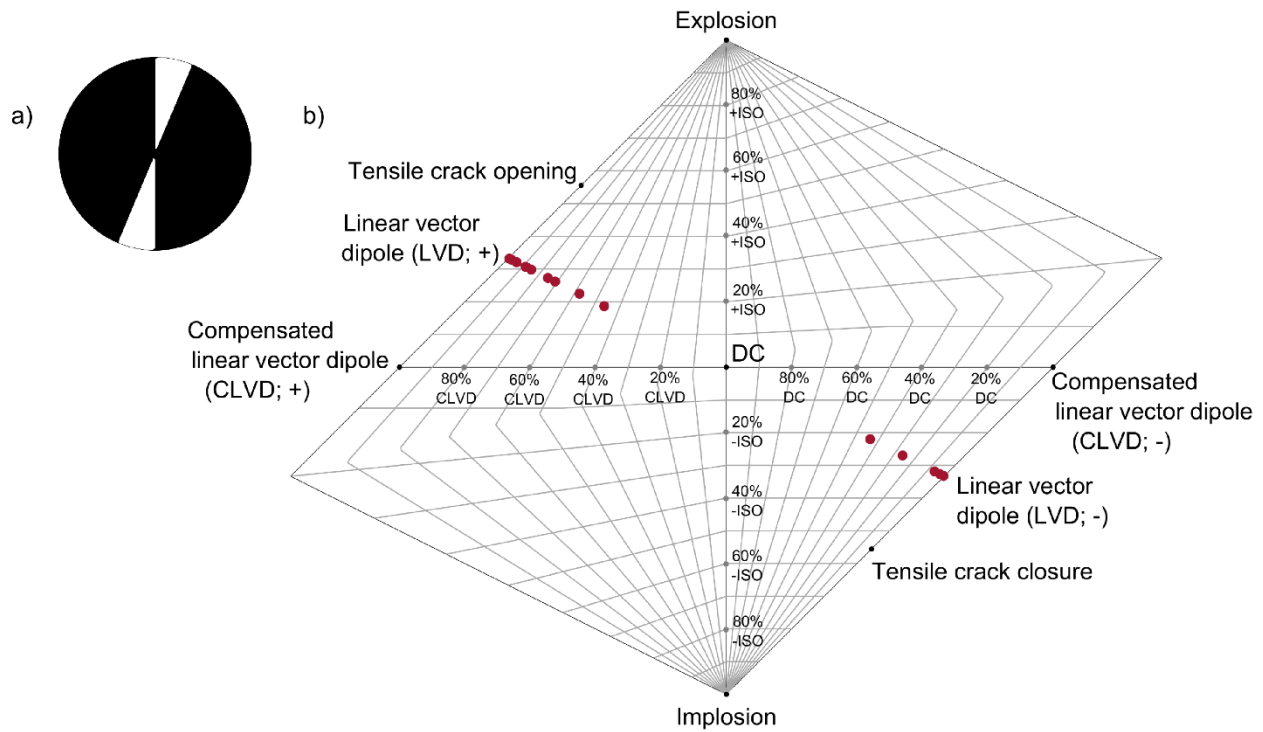 a)
b)
Explosion
80%
+ISO
60%
+ISO
Tensile crack opening
40%
+ISO
Linear vector
dipole (LVD; +)
20%
+ISO
Compensated
linear vector dipole
(CLVD; +)
DC
80%
CLVD
60%
CLVD
40%
CLVD
20%
CLVD
80%
DC
60%
DC
40%
DC
20%
DC
Compensated
linear vector dipole
(CLVD; -)
20%
-ISO
40%
-ISO
Linear vector
dipole (LVD; -)
60%
-ISO
Tensile crack closure
80%
-ISO
Implosion